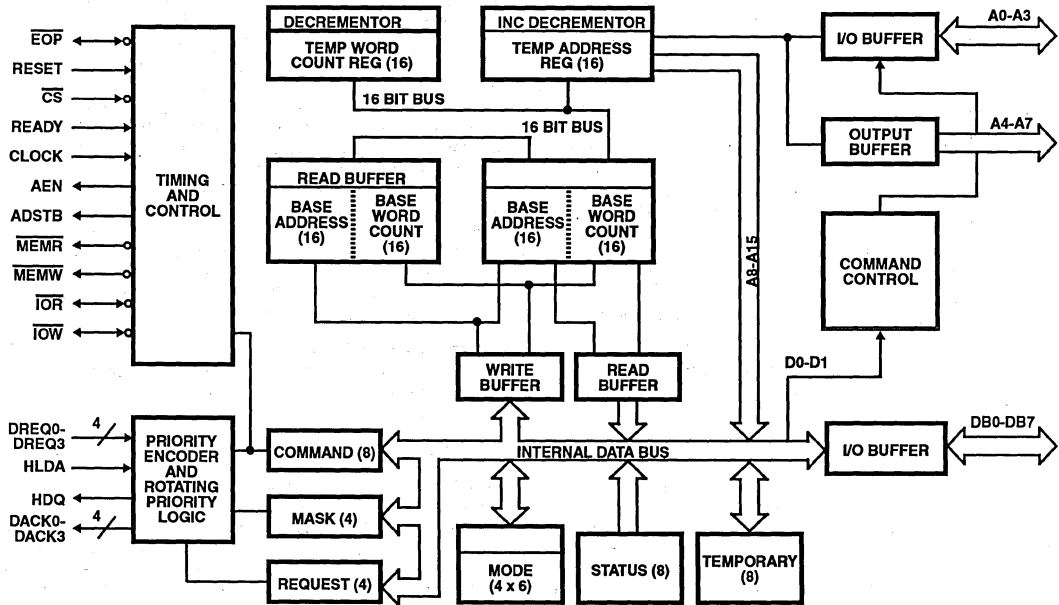 DECREMENTOR
TEMP WORD
COUNT REG (16)
INC DECREMENTOR
TEMP ADDRESS
REG (16)
I/O BUFFER
A0-A3
16 BIT BUS
16 BIT BUS
OUTPUT
BUFFER
A4-A7
EOP
RESET
CS
READY
CLOCK
AEN
ADSTB
MEMR
MEMW
IOR
IOW
TIMING
AND
CONTROL
READ BUFFER
BASE
ADDRESS
(16)
BASE
WORD
COUNT
(16)
BASE
ADDRESS
(16)
BASE
WORD
COUNT
(16)
A8-A15
COMMAND
CONTROL
D0-D1
WRITE
BUFFER
READ
BUFFER
DREQ0-
DREQ3
4
HLDA
HDQ
DACK0-
DACK3
4
PRIORITY
ENCODER
AND
ROTATING
PRIORITY
LOGIC
COMMAND (8)
MASK (4)
REQUEST (4)
INTERNAL DATA BUS
I/O BUFFER
DB0-DB7
MODE
(4 x 6)
STATUS (8)
TEMPORARY
(8)